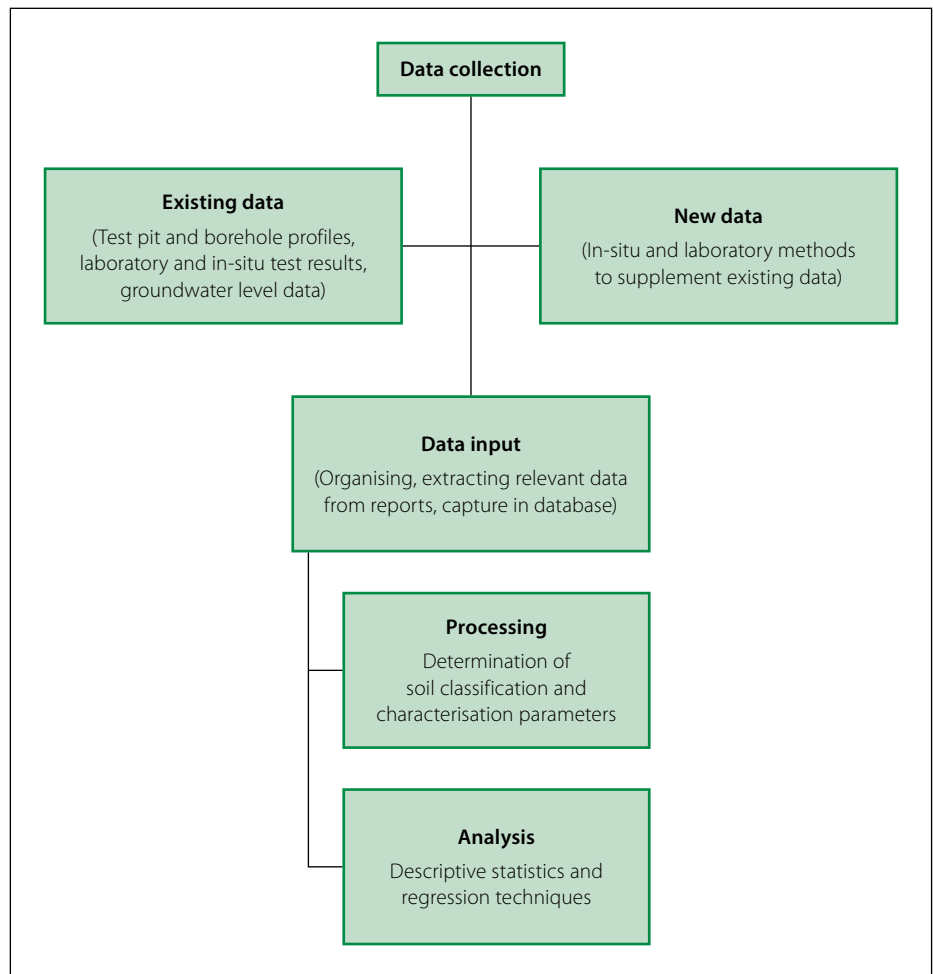 Data collection
Existing data
(Test pit and borehole profiles,
laboratory and in-situ test results,
groundwater level data)
New data
(In-situ and laboratory methods
to supplement existing data)
Data input
(Organising, extracting relevant data
from reports, capture in database)
Processing
Determination of
soil classification and
characterisation parameters
Analysis
Descriptive statistics and
regression techniques